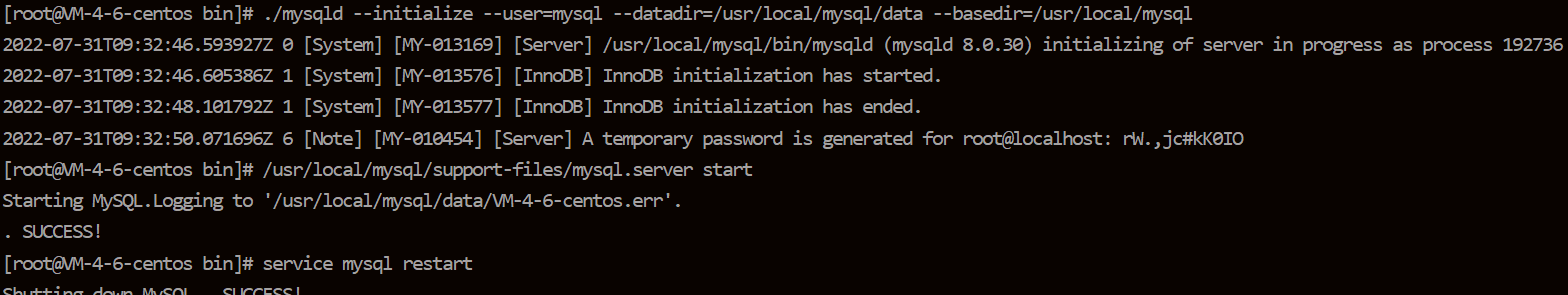 [root@VM-4-6-centos bin]# ./mysqld --initialize --user=mysql --datadir=/usr/local/mysql/data --basedir=/usr/local/mysql
2022-07-31T09:32:46.593927Z 0 [System] [MY-013169] [Server] /usr/local/mysql/bin/mysqld (mysqld 8.0.30) initializing of server in progress as process 192736
2022-07-31T09:32:46.605386Z 1 [System] [MY-013576] [InnoDB] InnoDB initialization has started.
2022-07-31T09:32:48.101792Z 1 [System] [MY-013577] [InnoDB] InnoDB initialization has ended.
2022-07-31T09:32:50.071696Z 6 [Note] [MY-010454] [Server] A temporary password is generated for root@localhost: rW.,jc#kK0IO
[root@VM-4-6-centos bin]# /usr/local/mysql/support-files/mysql.server start
Starting MySQL.Logging to '/usr/local/mysql/data/VM-4-6-centos.err'.
. SUCCESS!
[root@VM-4-6-centos bin]# service mysql restart
Shutting down MySQL.. SUCCESS!